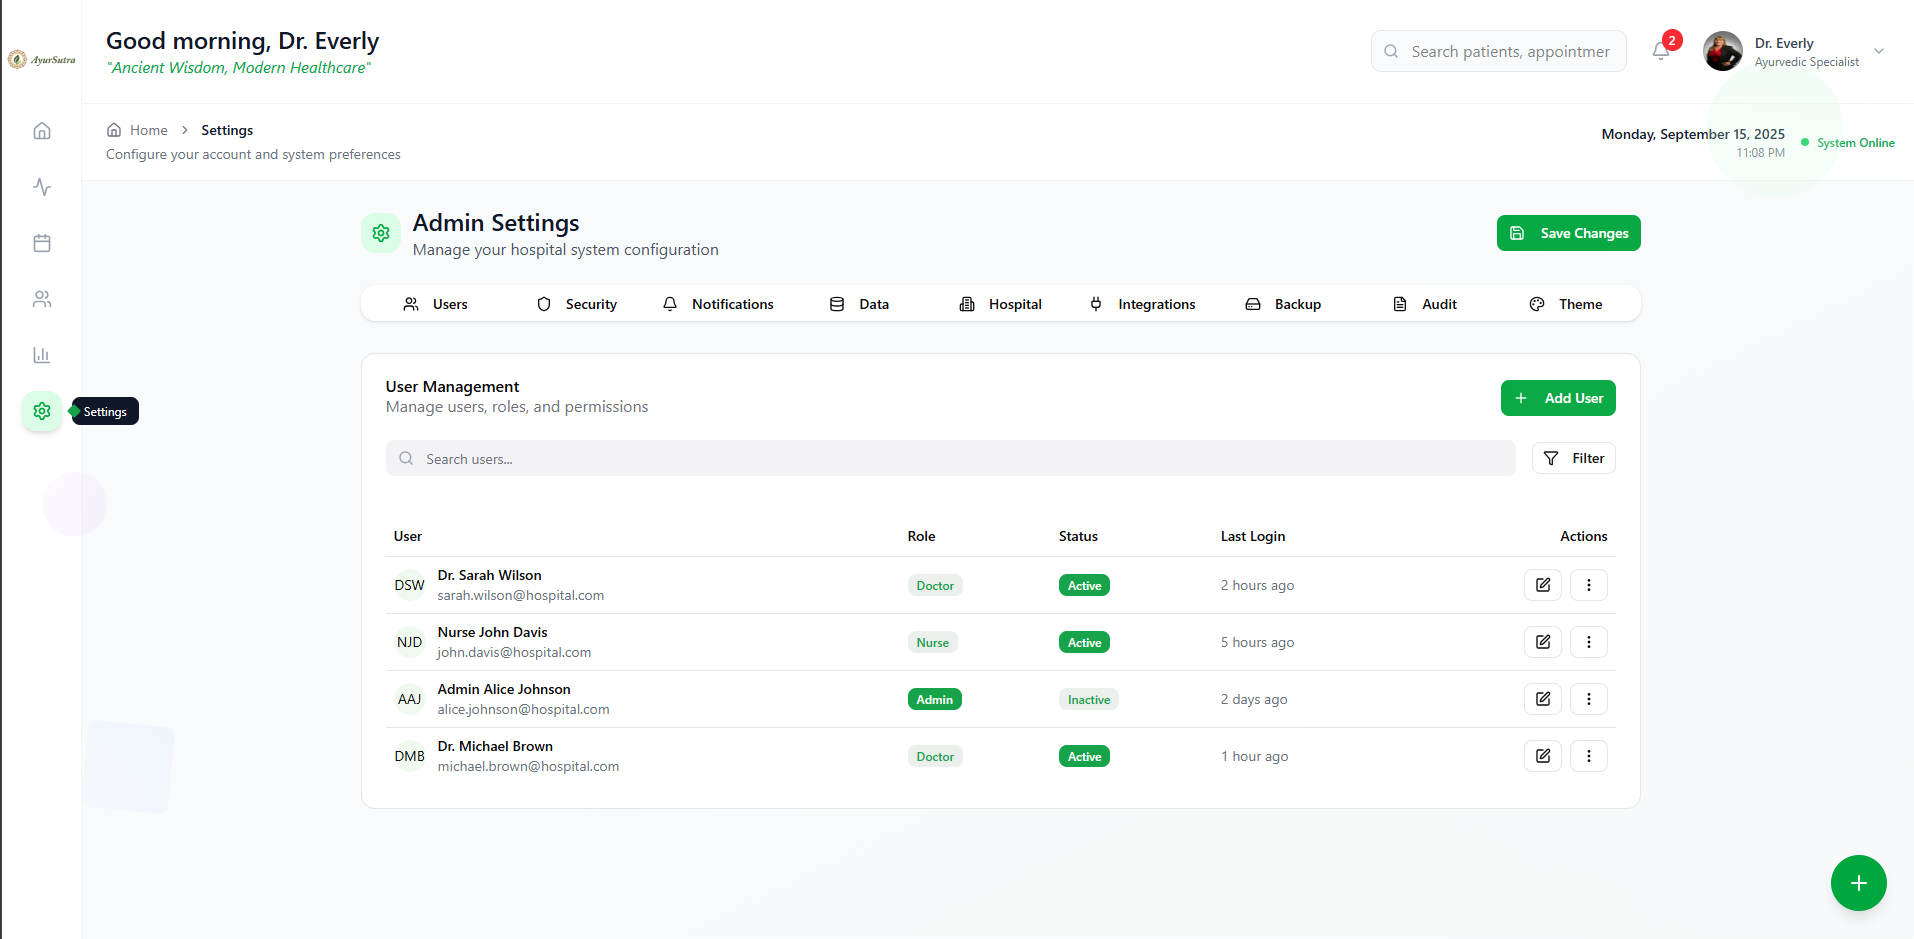 AyurSutra
Good morning, Dr. Everly
"Ancient Wisdom, Modern Healthcare"
Search patients, appointmer
2
Dr. Everly
Ayurvedic Specialist
Home > Settings
Configure your account and system preferences
Monday, September 15, 2025
11:08 PM
System Online
Admin Settings
Manage your hospital system configuration
Save Changes
Users Security Notifications Data Hospital Integrations Backup Audit Theme
Settings
User Management
Manage users, roles, and permissions
Add User
Search users...
Filter
User Role Status Last Login Actions
DSW Dr. Sarah Wilson
sarah.wilson@hospital.com
Doctor Active 2 hours ago
NJD Nurse John Davis
john.davis@hospital.com
Nurse Active 5 hours ago
AAJ Admin Alice Johnson
alice.johnson@hospital.com
Admin Inactive 2 days ago
DMB Dr. Michael Brown
michael.brown@hospital.com
Doctor Active 1 hour ago